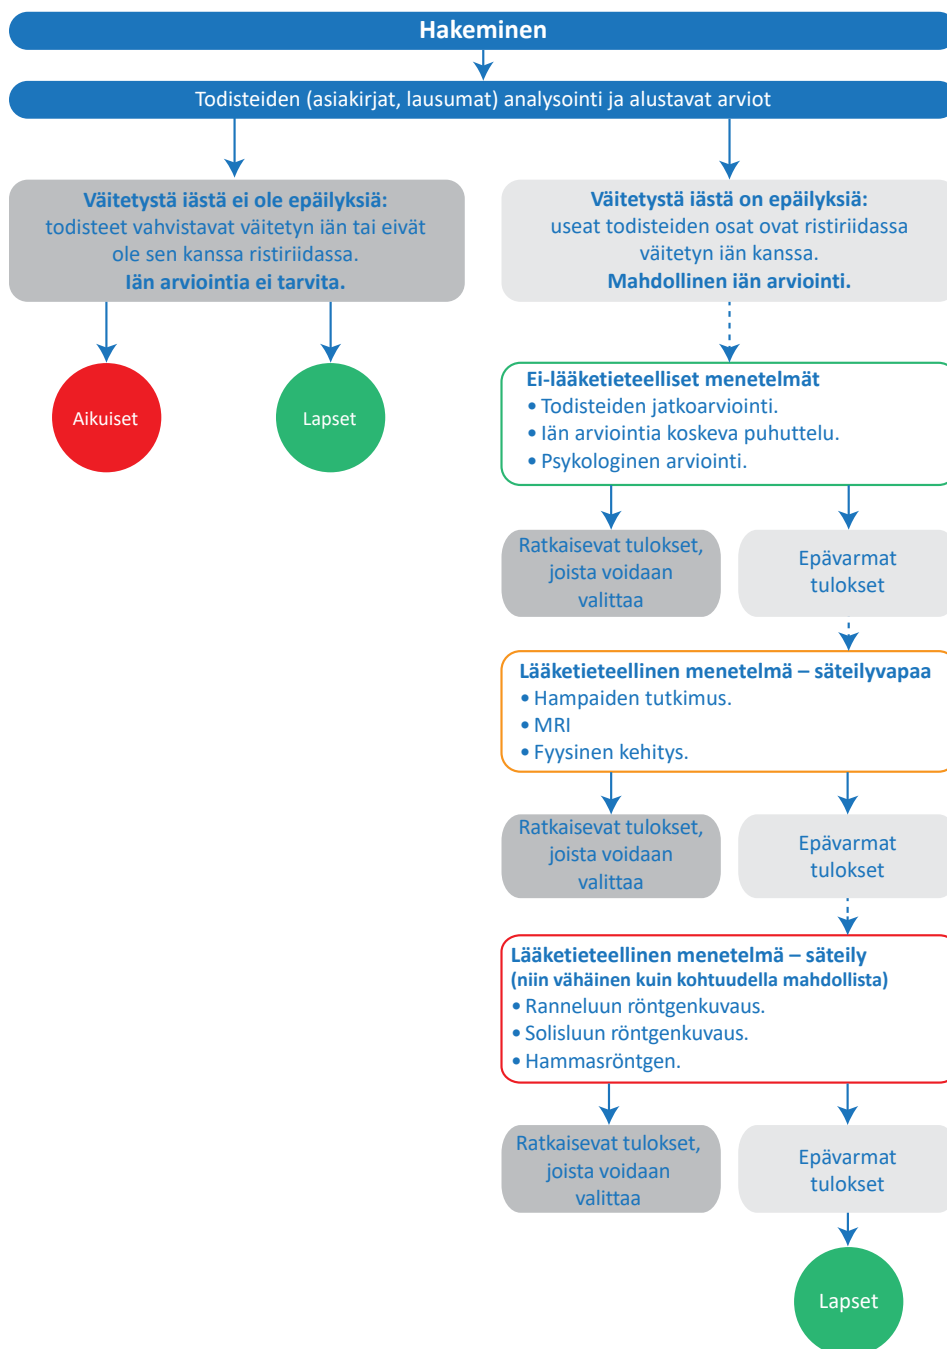 Hakeminen
Todisteiden (asiakirjat, lausumat) analysointi ja alustavat arviot
Väitetystä iästä ei ole epäilyksiä:
todisteet vahvistavat väitetyn iän tai eivät
ole sen kanssa ristiriidassa.
Iän arviointia ei tarvita.
Väitetystä iästä on epäilyksiä:
useat todisteiden osat ovat ristiriidassa
väitetyn iän kanssa.
Mahdollinen iän arviointi.
Aikuiset
Lapset
Ei-lääketieteelliset menetelmät
• Todisteiden jatkoarviointi.
• Iän arviointia koskeva puhuttelu.
• Psykologinen arviointi.
Ratkaisevat tulokset,
joista voidaan
valittaa
Epävarmat
tulokset
Lääketieteellinen menetelmä – säteilyvapaa
• Hampaiden tutkimus.
• MRI
• Fyysinen kehitys.
Ratkaisevat tulokset,
joista voidaan
valittaa
Epävarmat
tulokset
Lääketieteellinen menetelmä – säteily
(niin vähäinen kuin kohtuudella mahdollista)
• Ranneluun röntgenkuvaus.
• Solisluun röntgenkuvaus.
• Hammasröntgen.
Ratkaisevat tulokset,
joista voidaan
valittaa
Epävarmat
tulokset
Lapset